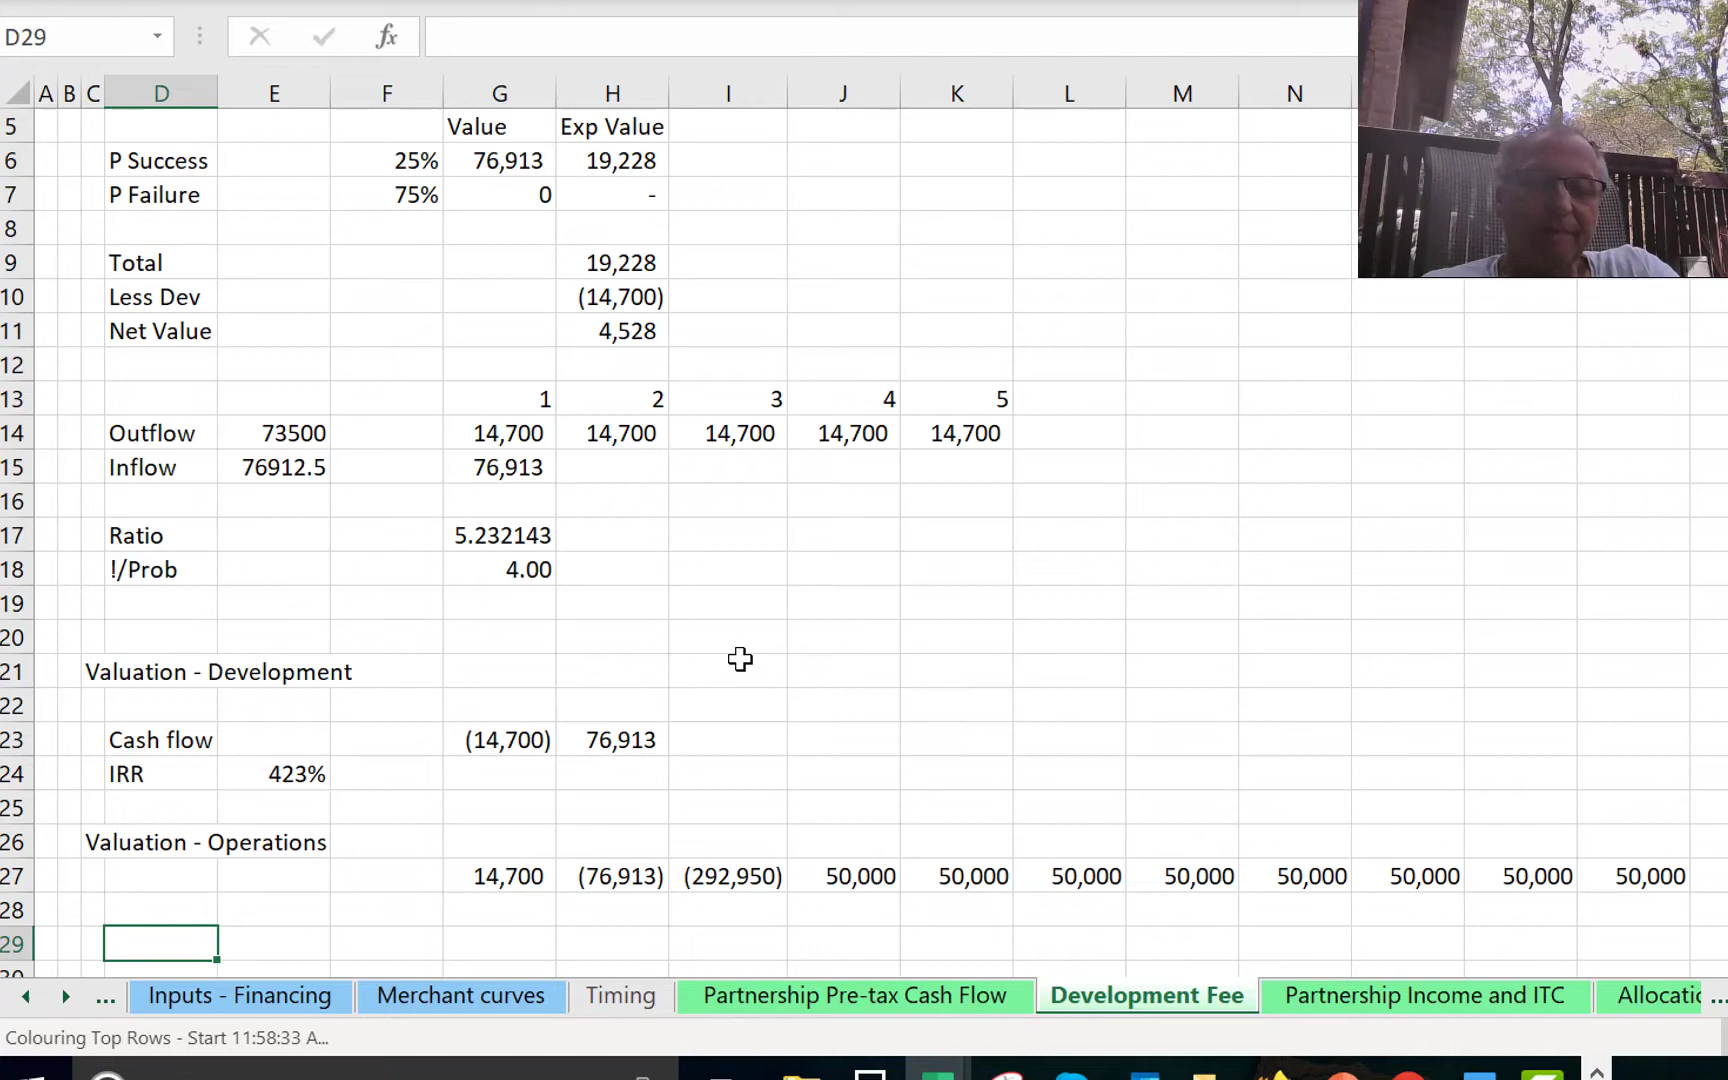 D29 fx
A B C D E F G H I J K L M N
5 Value Exp Value
6 P Success 25% 76,913 19,228
7 P Failure 75% 0 -
8
9 Total 19,228
10 Less Dev (14,700)
11 Net Value 4,528
12
13 1 2 3 4 5
14 Outflow 73500 14,700 14,700 14,700 14,700 14,700
15 Inflow 76912.5 76,913
16
17 Ratio 5.232143
18 !/Prob 4.00
19
20
21 Valuation - Development
22
23 Cash flow (14,700) 76,913
24 IRR 423%
25
26 Valuation - Operations
27 14,700 (76,913) (292,950) 50,000 50,000 50,000 50,000 50,000 50,000 50,000 50,000
28
29
... Inputs - Financing Merchant curves Timing Partnership Pre-tax Cash Flow Development Fee Partnership Income and ITC Allocatio ...
Colouring Top Rows - Start 11:58:33 A...